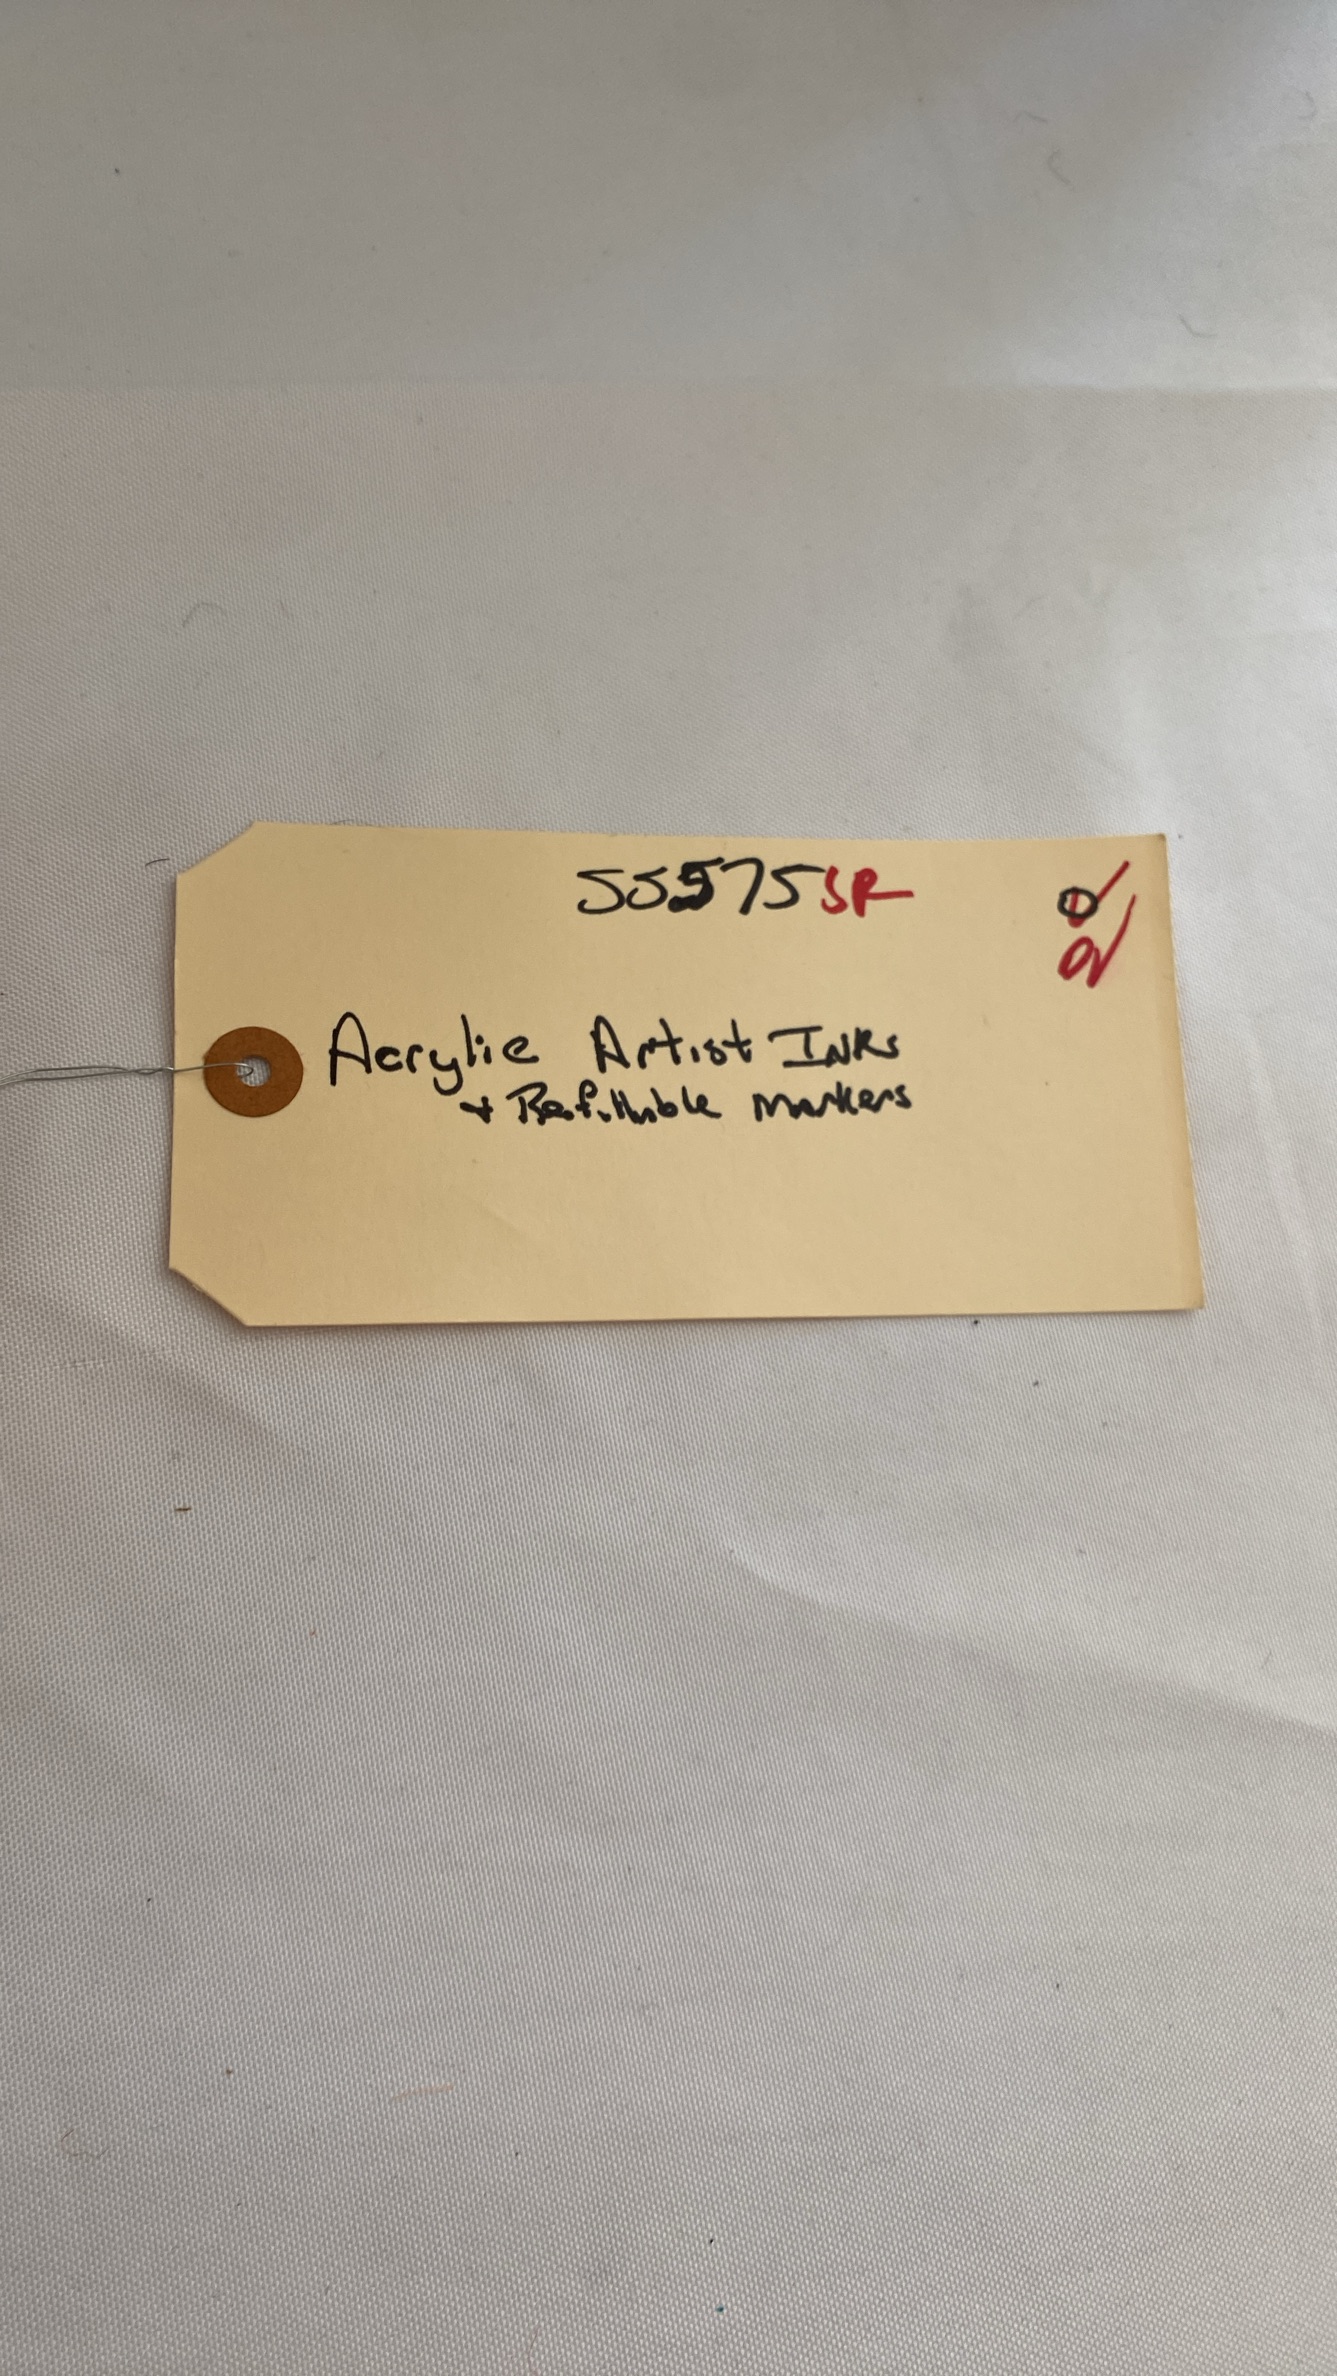 55575SR
Acrylic Artist INKs
+ Refillable markers